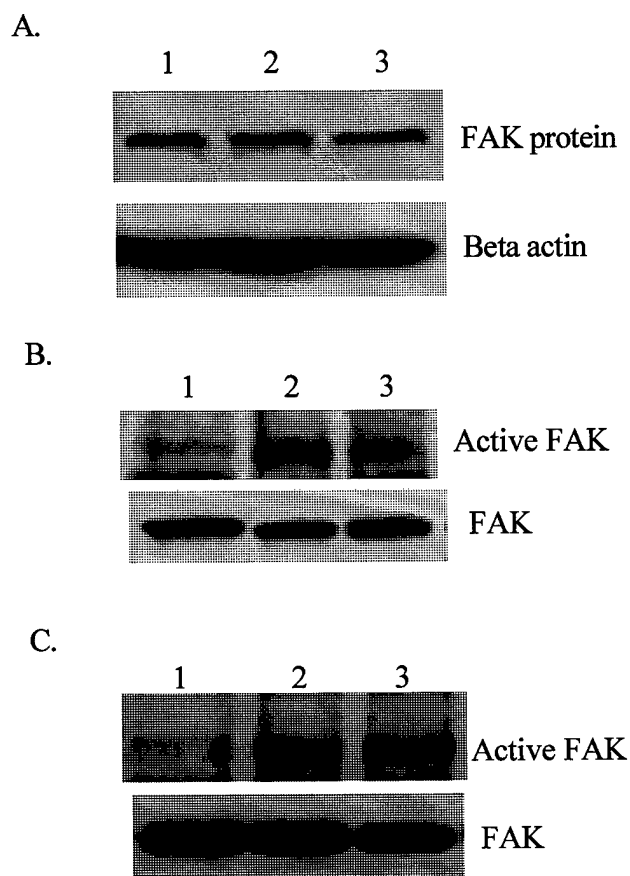 A.
1 2 3
FAK protein
Beta actin
B.
1 2 3
Active FAK
FAK
C.
1 2 3
Active FAK
FAK